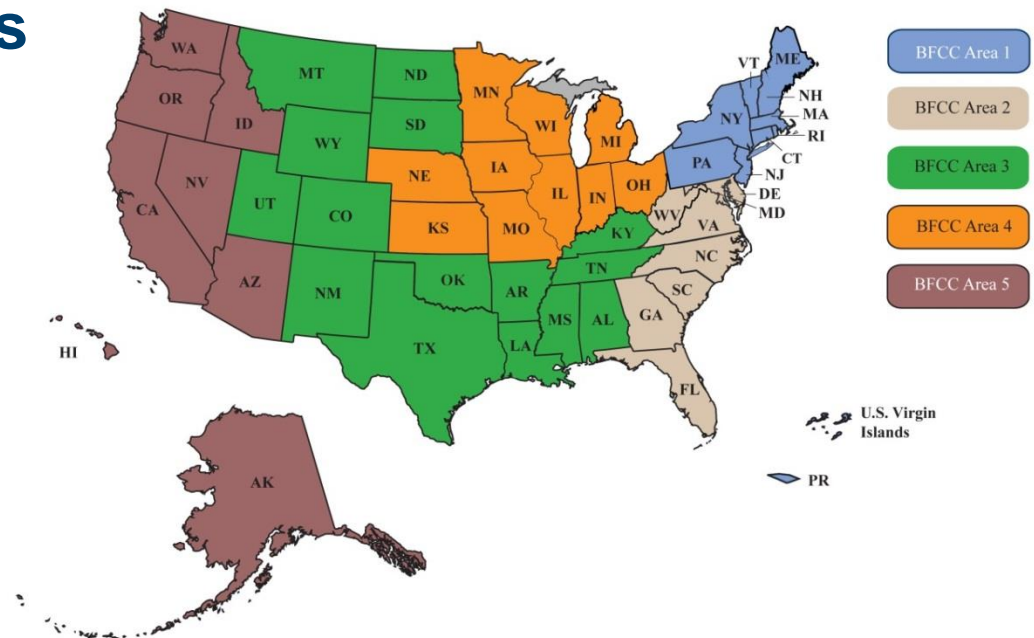 s
WA
MT
ND
MN
VT
ME
BFCC Area 1
OR
ID
SD
WI
NY
NH
MA
RI
BFCC Area 2
WY
MI
PA
CT
NJ
NV
NE
IA
IL
IN
OH
DE
MD
BFCC Area 3
CA
UT
CO
KS
MO
WV
VA
KY
NC
BFCC Area 4
AZ
NM
OK
AR
TN
SC
BFCC Area 5
TX
LA
MS
AL
GA
HI
FL
U.S. Virgin
Islands
PR
AK